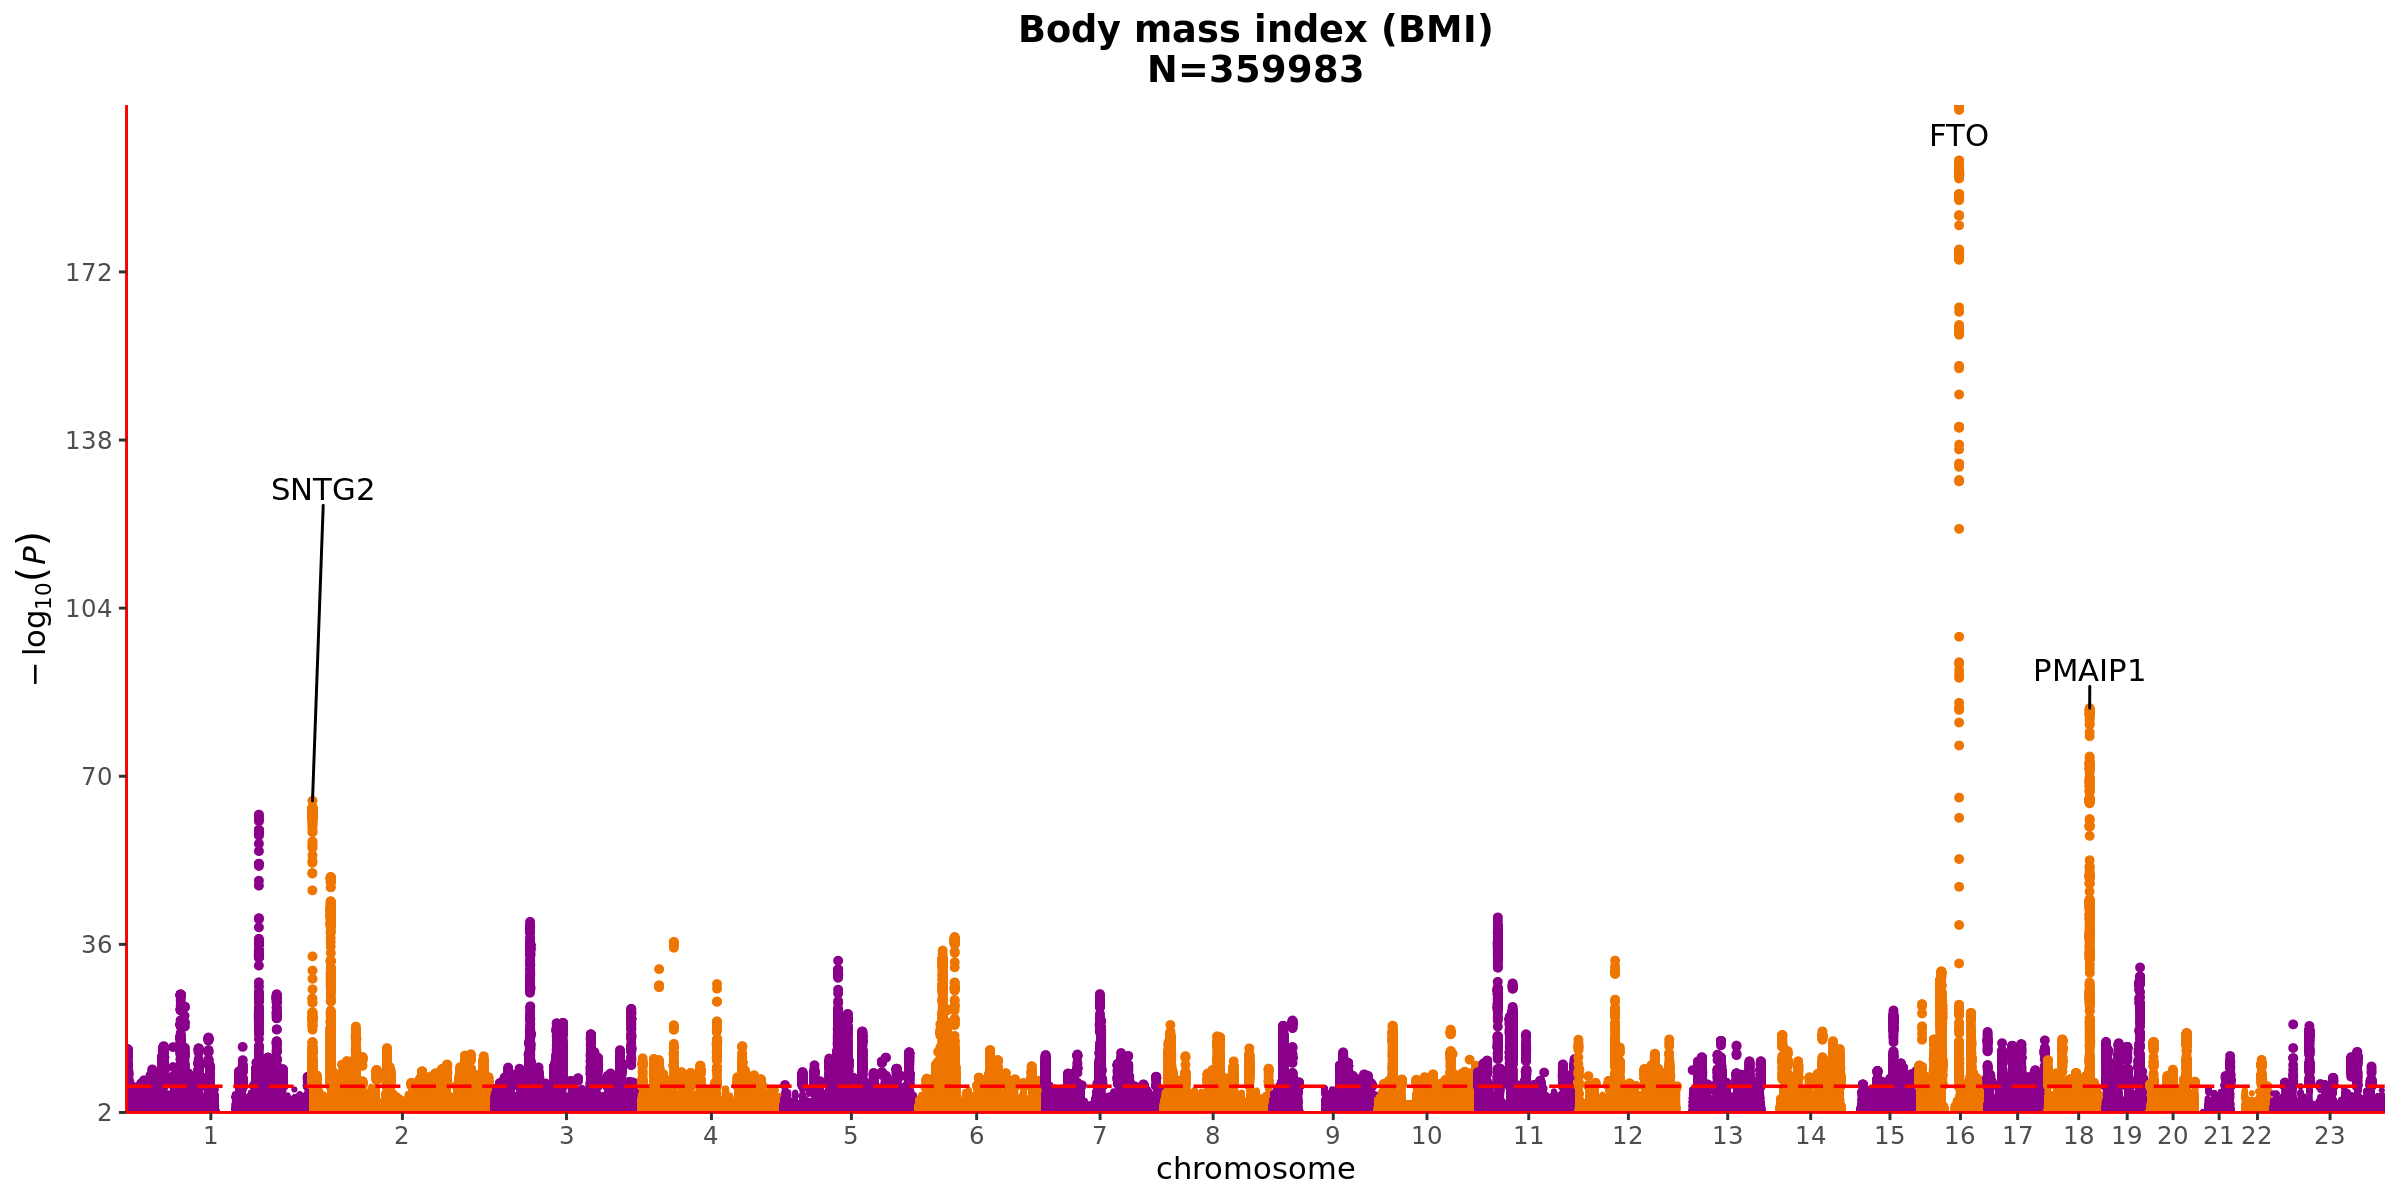 Body mass index (BMI)
N=359983
FTO
172
138
SNTG2
−log10(P)
104
PMAIP1
70
36
2
1 2 3 4 5 6 7 8 9 10 11 12 13 14 15 16 17 18 19 20 21 22 23
chromosome